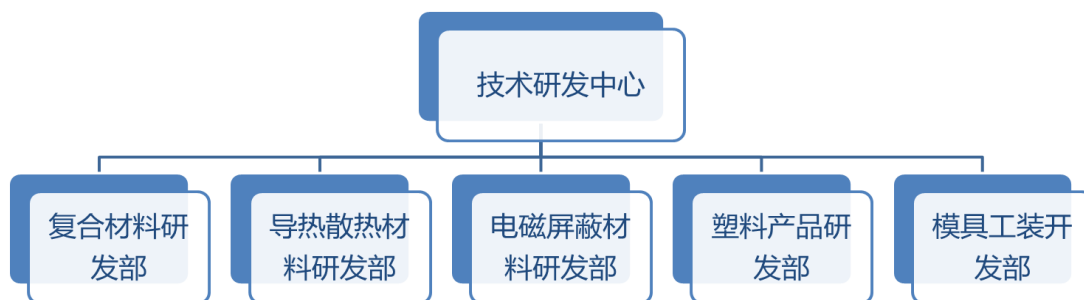 技术研发中心
复合材料研
发部
导热散热材
料研发部
电磁屏蔽材
料研发部
塑料产品研
发部
模具工装开
发部